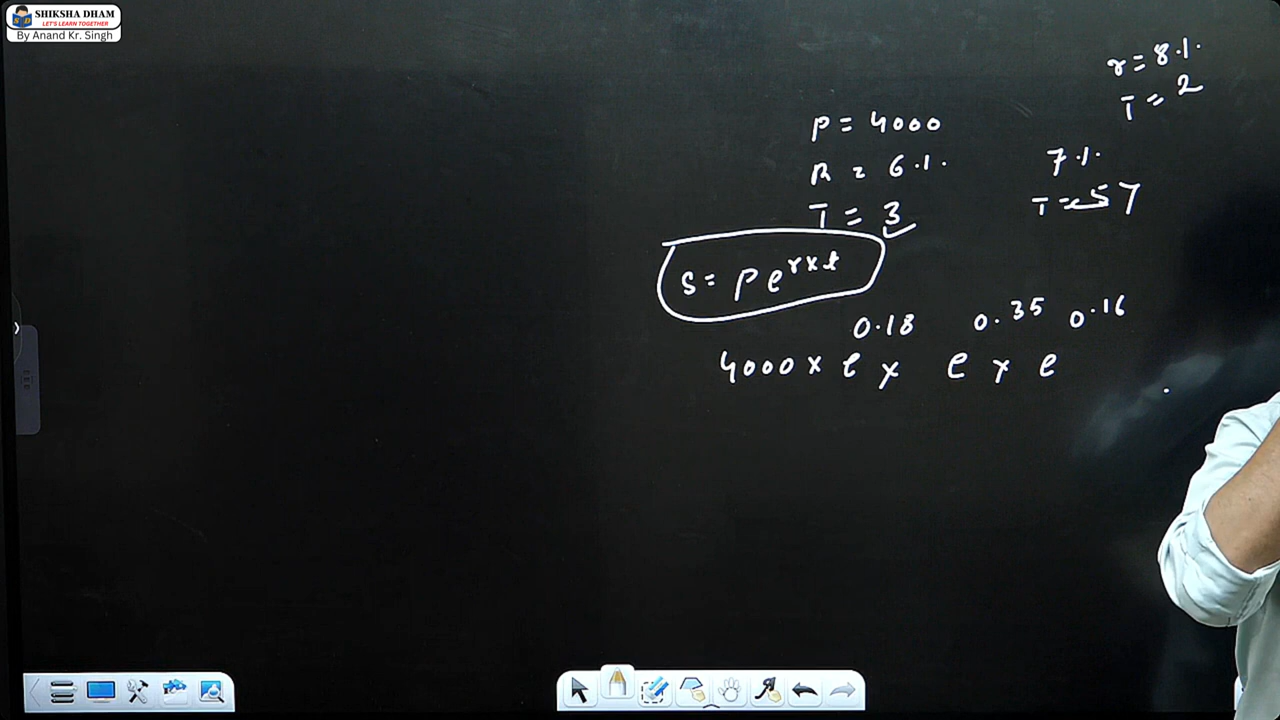 SHIKSHA DHAM
LET'S LEARN TOGETHER
By Anand Kr. Singh
r = 8%
T = 2
P = 4000
R = 6%
T = 3
7%
T = 5Y
S = Pe^{r×t}
4000 × e^{0.18} × e^{0.35} × e^{0.16}